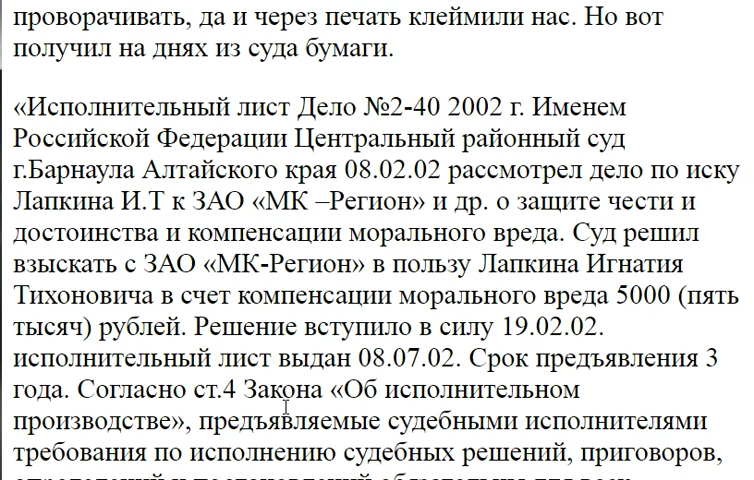 проворачивать, да и через печать клеймили нас. Но вот
получил на днях из суда бумаги.
«Исполнительный лист Дело №2-40 2002 г. Именем
Российской Федерации Центральный районный суд
г.Барнаула Алтайского края 08.02.02 рассмотрел дело по иску
Лапкина И.Т к ЗАО «МК –Регион» и др. о защите чести и
достоинства и компенсации морального вреда. Суд решил
взыскать с ЗАО «МК-Регион» в пользу Лапкина Игнатия
Тихоновича в счет компенсации морального вреда 5000 (пять
тысяч) рублей. Решение вступило в силу 19.02.02.
исполнительный лист выдан 08.07.02. Срок предъявления 3
года. Согласно ст.4 Закона «Об исполнительном
производстве», предъявляемые судебными исполнителями
требования по исполнению судебных решений, приговоров,